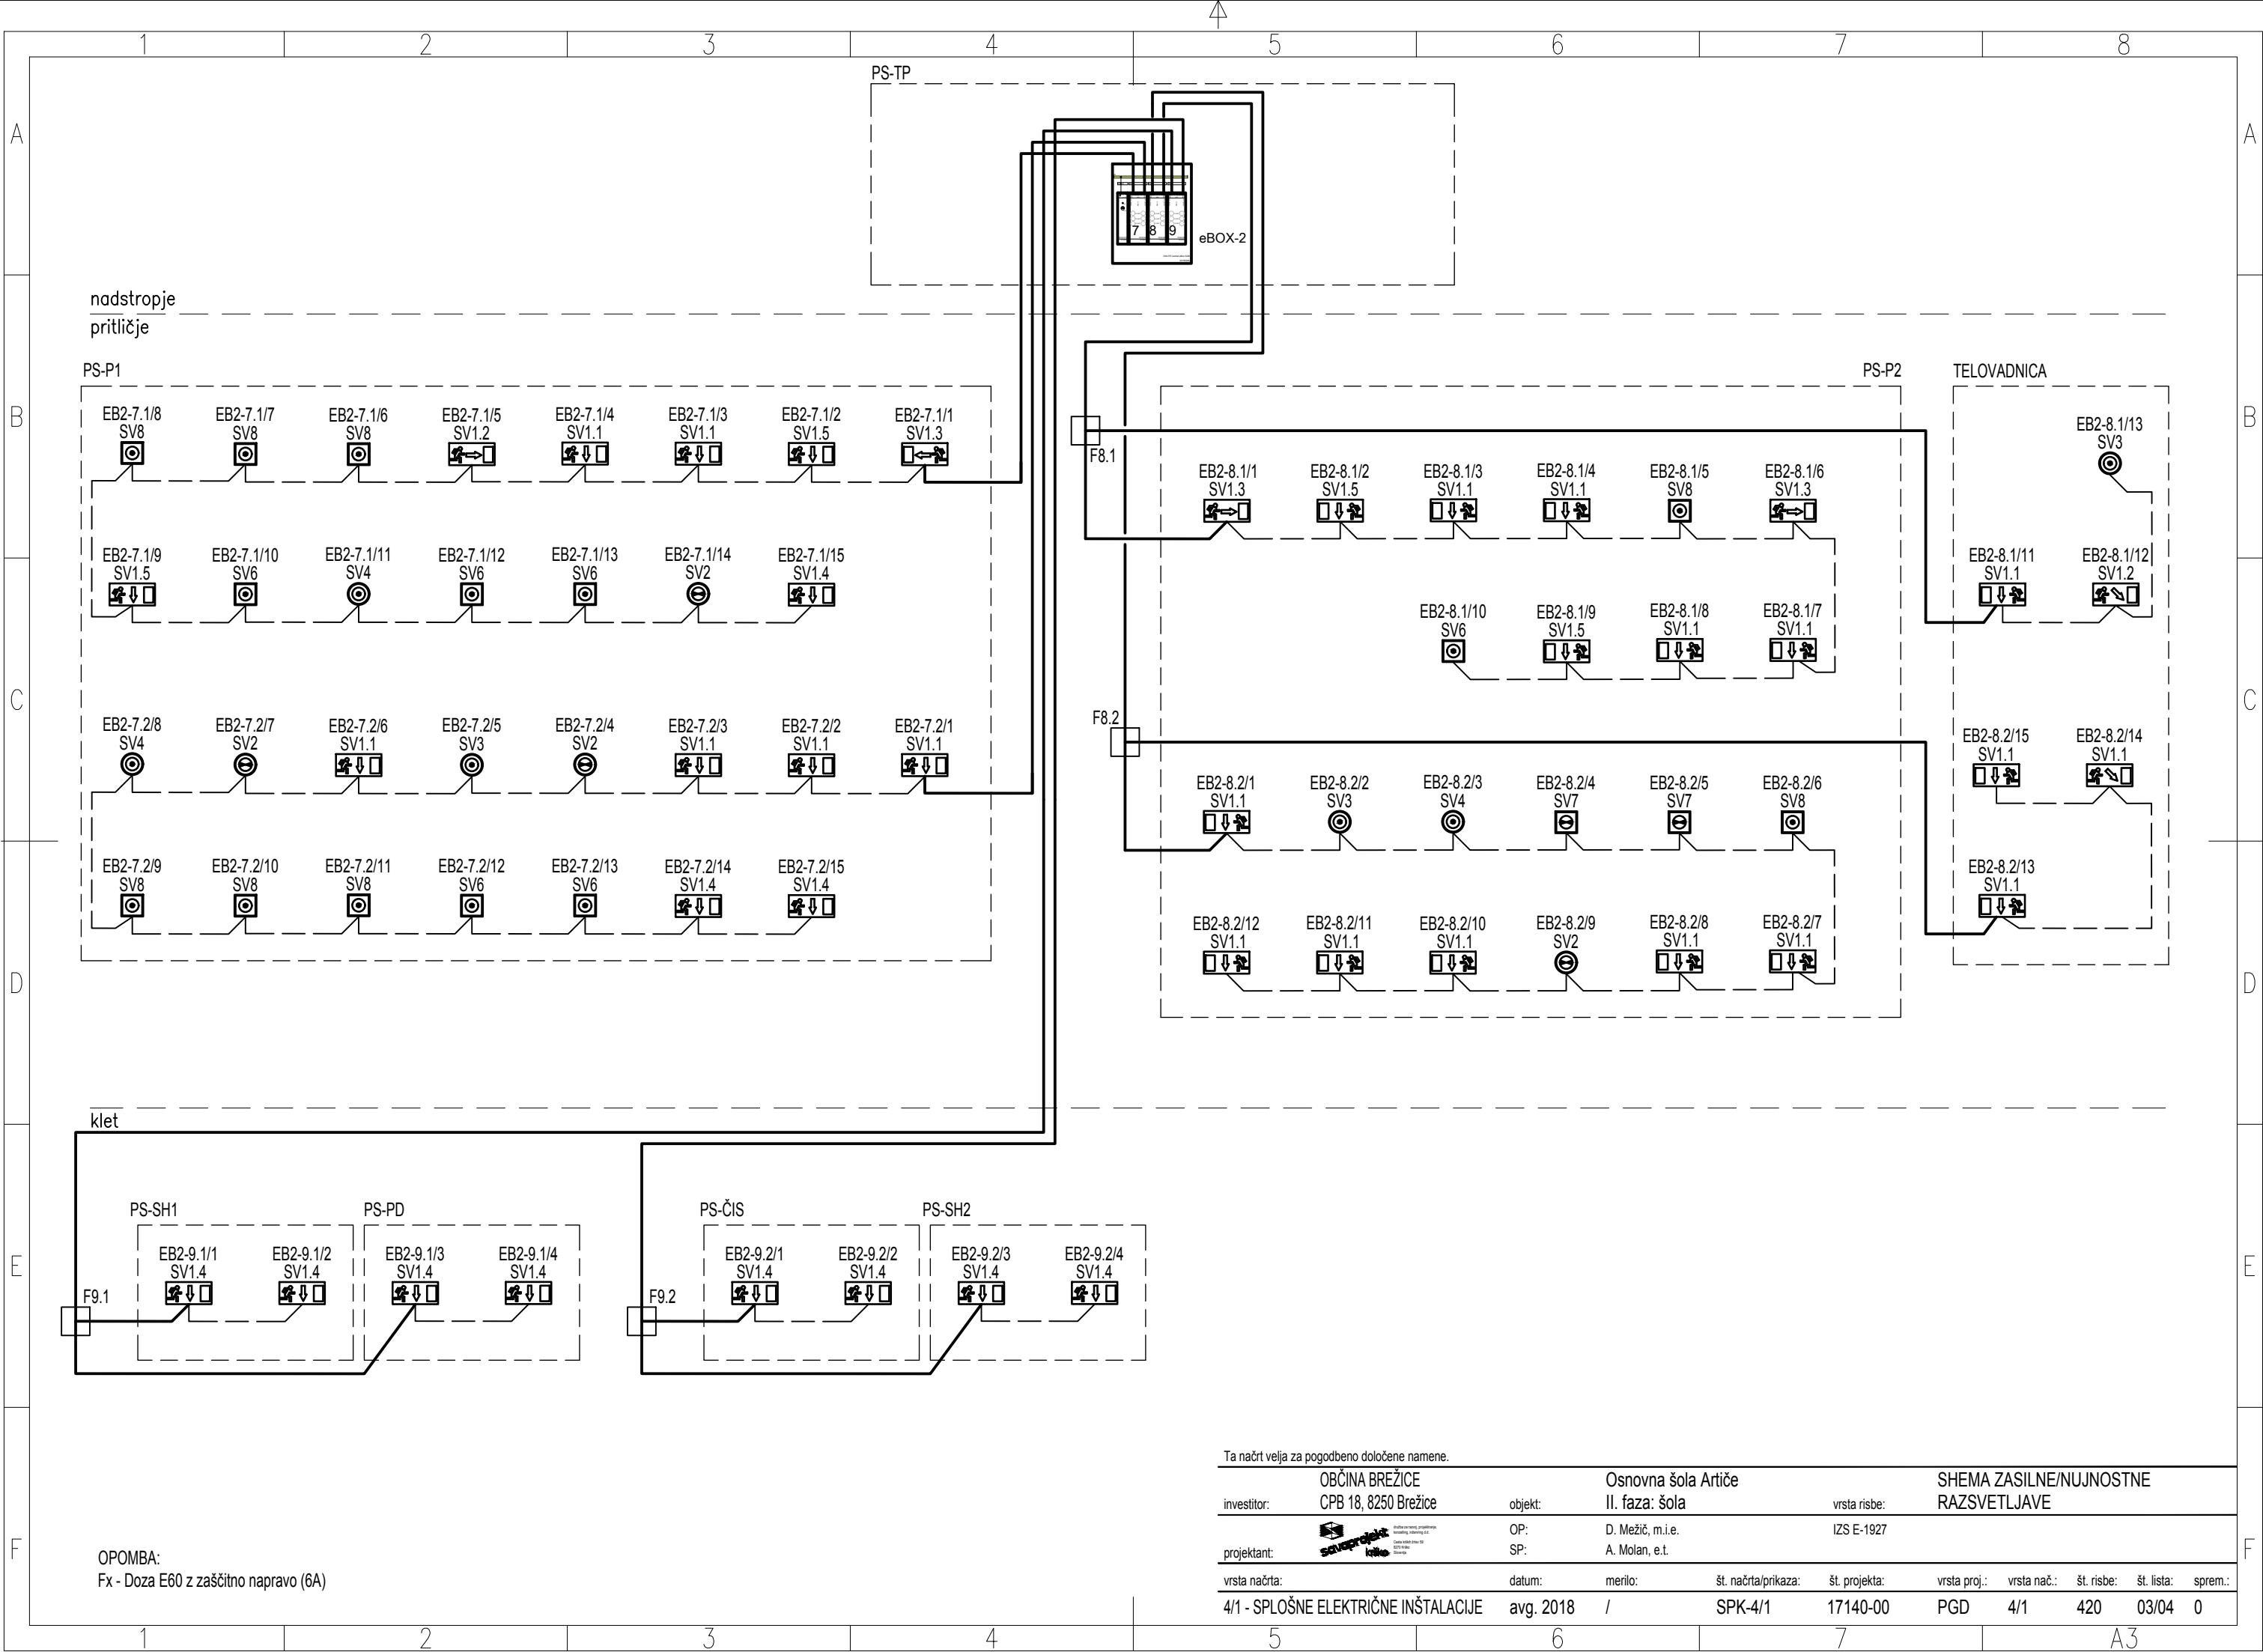 1 2 3 4 5 6 7 8
A A
PS-TP
7 8 9
eBOX-2
nadstropje
pritličje
B B
PS-P1
EB2-7.1/8 EB2-7.1/7 EB2-7.1/6 EB2-7.1/5 EB2-7.1/4 EB2-7.1/3 EB2-7.1/2 EB2-7.1/1
SV8 SV8 SV8 SV1.2 SV1.1 SV1.1 SV1.5 SV1.3
EB2-7.1/9 EB2-7.1/10 EB2-7.1/11 EB2-7.1/12 EB2-7.1/13 EB2-7.1/14 EB2-7.1/15
SV1.5 SV6 SV4 SV6 SV6 SV2 SV1.4
C C
EB2-7.2/8 EB2-7.2/7 EB2-7.2/6 EB2-7.2/5 EB2-7.2/4 EB2-7.2/3 EB2-7.2/2 EB2-7.2/1
SV4 SV2 SV1.1 SV3 SV2 SV1.1 SV1.1 SV1.1
EB2-7.2/9 EB2-7.2/10 EB2-7.2/11 EB2-7.2/12 EB2-7.2/13 EB2-7.2/14 EB2-7.2/15
SV8 SV8 SV8 SV6 SV6 SV1.4 SV1.4
D D
PS-P2
F8.1
EB2-8.1/1 EB2-8.1/2 EB2-8.1/3 EB2-8.1/4 EB2-8.1/5 EB2-8.1/6
SV1.3 SV1.5 SV1.1 SV1.1 SV8 SV1.3
EB2-8.1/10 EB2-8.1/9 EB2-8.1/8 EB2-8.1/7
SV6 SV1.5 SV1.1 SV1.1
F8.2
EB2-8.2/1 EB2-8.2/2 EB2-8.2/3 EB2-8.2/4 EB2-8.2/5 EB2-8.2/6
SV1.1 SV3 SV4 SV7 SV7 SV8
EB2-8.2/12 EB2-8.2/11 EB2-8.2/10 EB2-8.2/9 EB2-8.2/8 EB2-8.2/7
SV1.1 SV1.1 SV1.1 SV2 SV1.1 SV1.1
TELOVADNICA
EB2-8.1/13
SV3
EB2-8.1/11 EB2-8.1/12
SV1.1 SV1.2
EB2-8.2/15 EB2-8.2/14
SV1.1 SV1.1
EB2-8.2/13
SV1.1
klet
E E
PS-SH1 PS-PD PS-ČIS PS-SH2
EB2-9.1/1 EB2-9.1/2 EB2-9.1/3 EB2-9.1/4 EB2-9.2/1 EB2-9.2/2 EB2-9.2/3 EB2-9.2/4
SV1.4 SV1.4 SV1.4 SV1.4 SV1.4 SV1.4 SV1.4 SV1.4
F9.1 F9.2
F F
OPOMBA:
Fx - Doza E60 z zaščitno napravo (6A)
Ta načrt velja za pogodbeno določene namene.
OBČINA BREŽICE Osnovna šola Artiče SHEMA ZASILNE/NUJNOSTNE
investitor: CPB 18, 8250 Brežice objekt: II. faza: šola vrsta risbe: RAZSVETLJAVE
savaprojekt krško OP: D. Mežič, m.i.e. IZS E-1927
projektant: SP: A. Molan, e.t.
vrsta načrta: datum: merilo: št. načrta/prikaza: št. projekta: vrsta proj.: vrsta nač.: št. risbe: št. lista: sprem.:
4/1 - SPLOŠNE ELEKTRIČNE INŠTALACIJE avg. 2018 / SPK-4/1 17140-00 PGD 4/1 420 03/04 0
1 2 3 4 5 6 7 A3